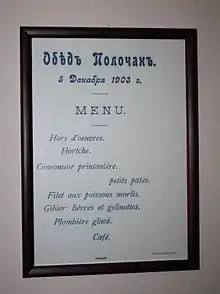 Обѣдъ Полочанъ.
5 Декабря 1903 г.
MENU.
Hors d'oeuvres.
Bortche.
Consommé printanière.
petits pâtés.
Filet aux poissons morlis.
Gibier: lièvres et gelinottes.
Plombière glacé.
Café.